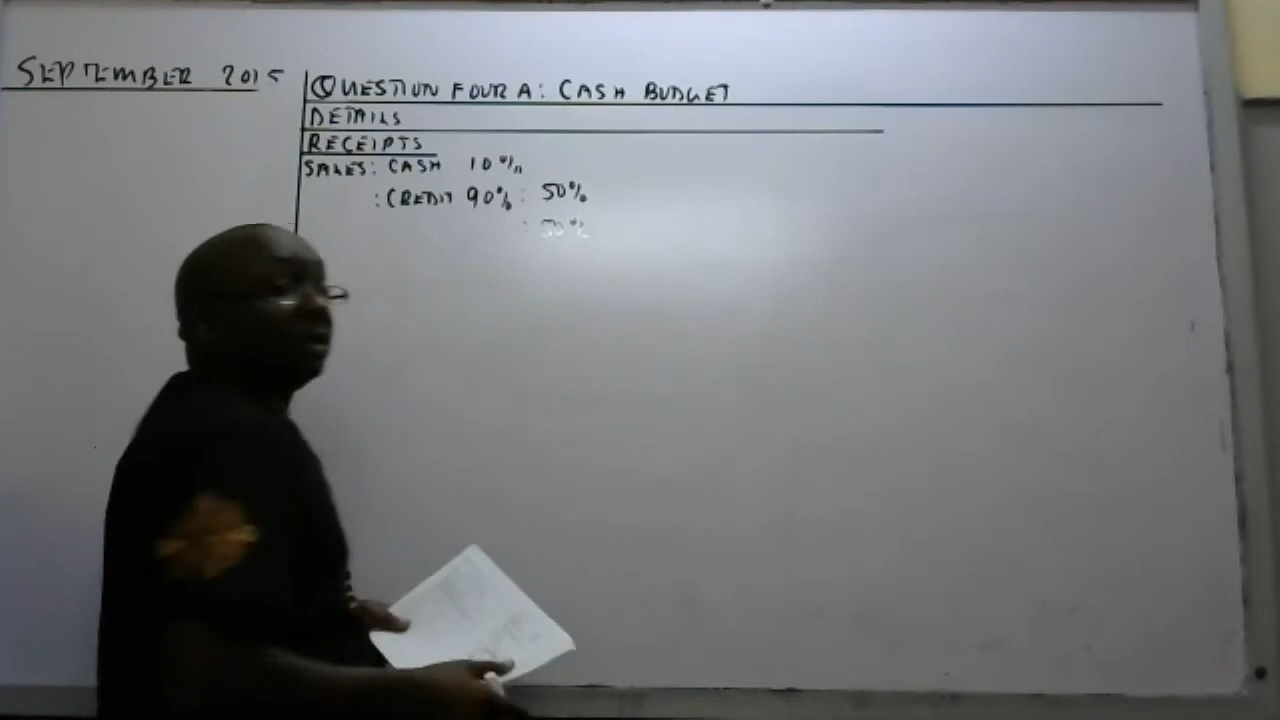 SEPTEMBER 2015
QUESTION FOUR A: CASH BUDGET
DETAILS
RECEIPTS
SALES: CASH 10%
:CREDIT 90% : 50%
: 50%